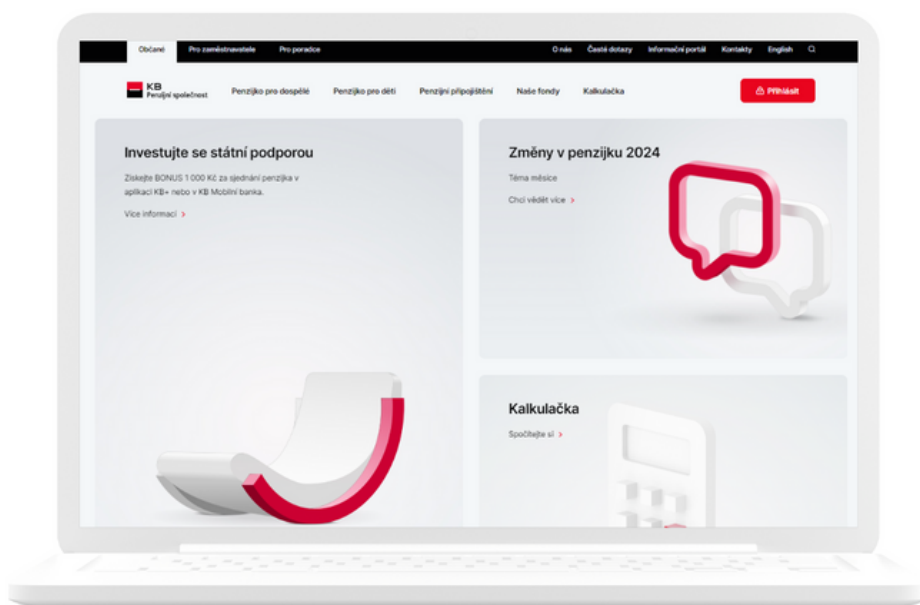 Občané Pro zaměstnavatele Pro poradce O nás Časté dotazy Informační portál Kontakty English
KB
Penzijní společnost
Penzijko pro dospělé Penzijko pro děti Penzijní připojištění Naše fondy Kalkulačka Přihlásit
Investujte se státní podporou
Získejte BONUS 1 000 Kč za sjednání penzijka v
aplikaci KB+ nebo v KB Mobilní banka.
Více informací
Změny v penzijku 2024
Téma měsíce
Chci vědět více
Kalkulačka
Spočítejte si